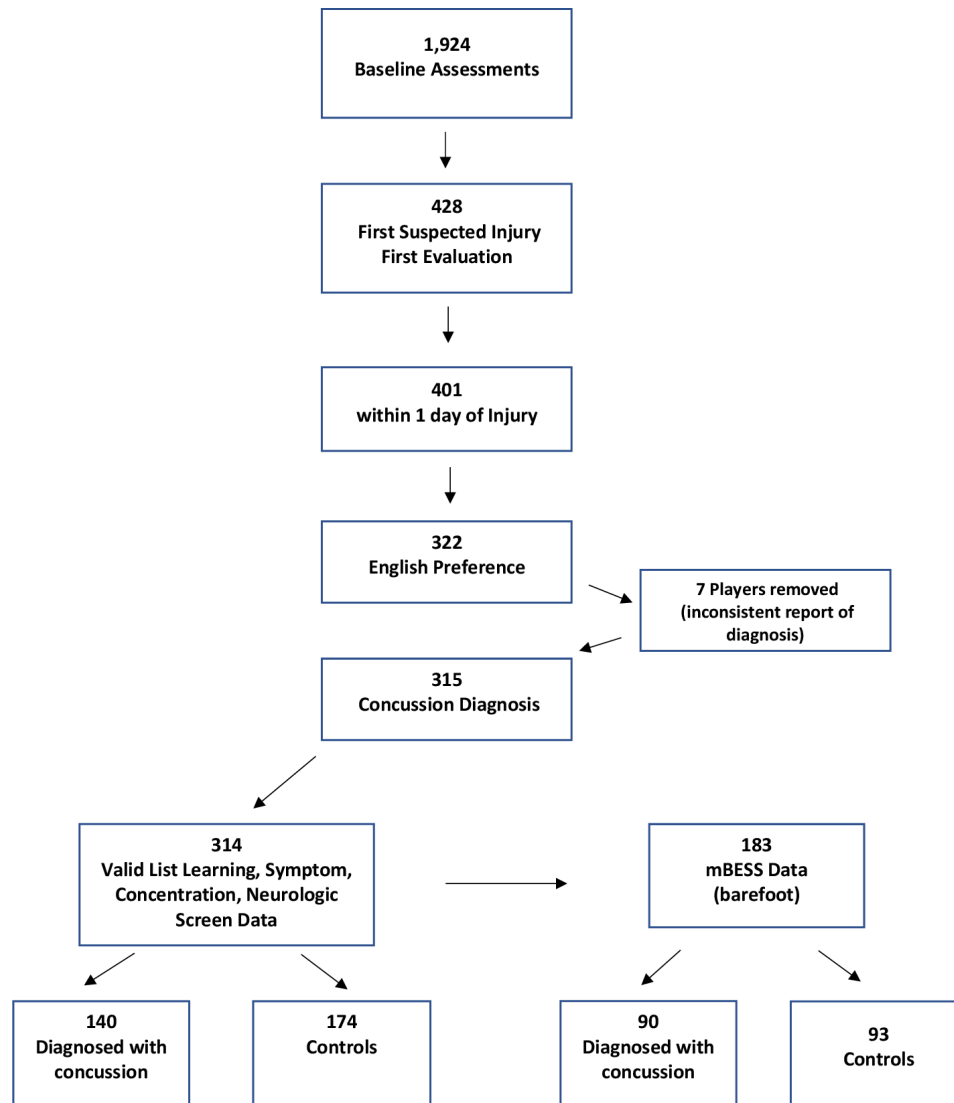 1,924
Baseline Assessments
428
First Suspected Injury
First Evaluation
401
within 1 day of Injury
322
English Preference
7 Players removed
(inconsistent report of
diagnosis)
315
Concussion Diagnosis
314
Valid List Learning, Symptom,
Concentration, Neurologic
Screen Data
183
mBESS Data
(barefoot)
140
Diagnosed with
concussion
174
Controls
90
Diagnosed with
concussion
93
Controls